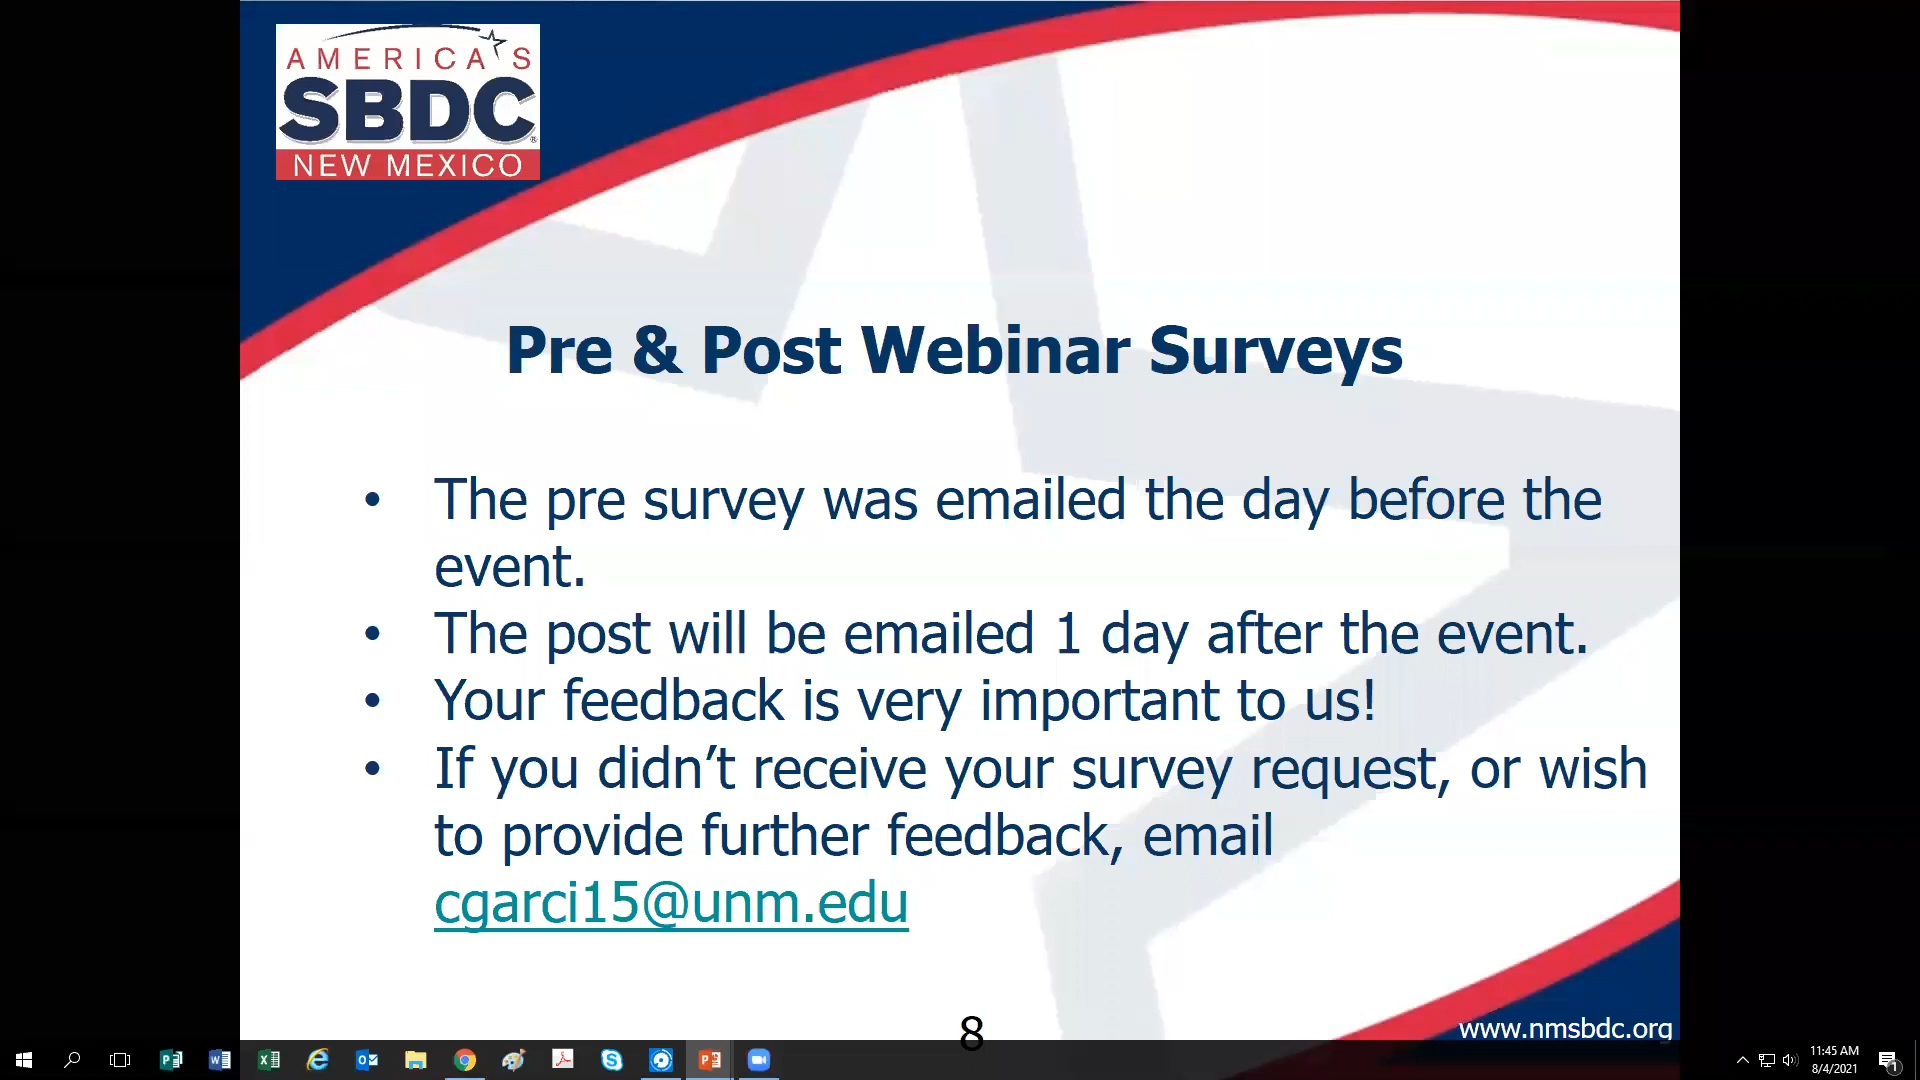 AMERICA'S
SBDC
NEW MEXICO
Pre & Post Webinar Surveys
• The pre survey was emailed the day before the
event.
• The post will be emailed 1 day after the event.
• Your feedback is very important to us!
• If you didn’t receive your survey request, or wish
to provide further feedback, email
cgarci15@unm.edu
8
www.nmsbdc.org
11:45 AM
8/4/2021